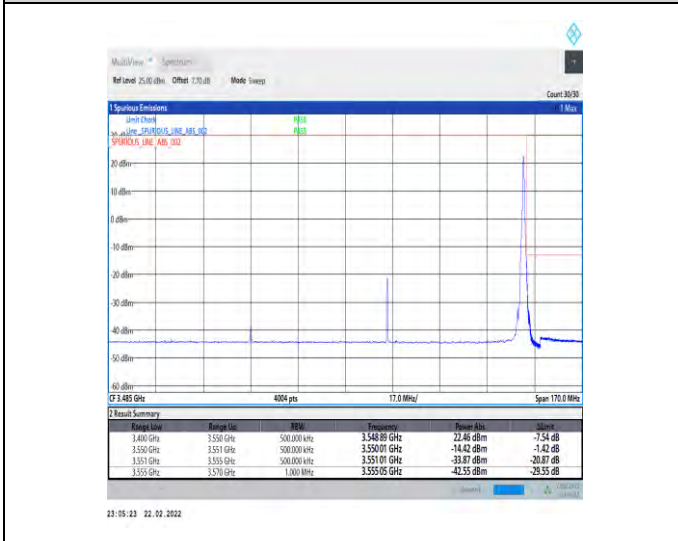 MultiView Spectrum
Ref Level 25.00 dBm Offset 7.70 dB Mode Sweep
Count 30/30
1 Spurious Emissions 1 Max
Limit Check PASS
Line _SPURIOUS_LINE_ABS_002 PASS
SPURIOUS_LINE_ABS_002
20 dBm
10 dBm
0 dBm
-10 dBm
-20 dBm
-30 dBm
-40 dBm
-50 dBm
-60 dBm
CF 3.485 GHz 4004 pts 17.0 MHz/ Span 170.0 MHz
2 Result Summary
Range Low Range Up RBW Frequency Power Abs ΔLimit
3.400 GHz 3.550 GHz 500.000 kHz 3.548 89 GHz 22.46 dBm -7.54 dB
3.550 GHz 3.551 GHz 500.000 kHz 3.550 01 GHz -14.42 dBm -1.42 dB
3.551 GHz 3.555 GHz 500.000 kHz 3.551 01 GHz -33.87 dBm -20.87 dB
3.555 GHz 3.570 GHz 1.000 MHz 3.555 05 GHz -42.55 dBm -29.55 dB
23:05:23 22.02.2022